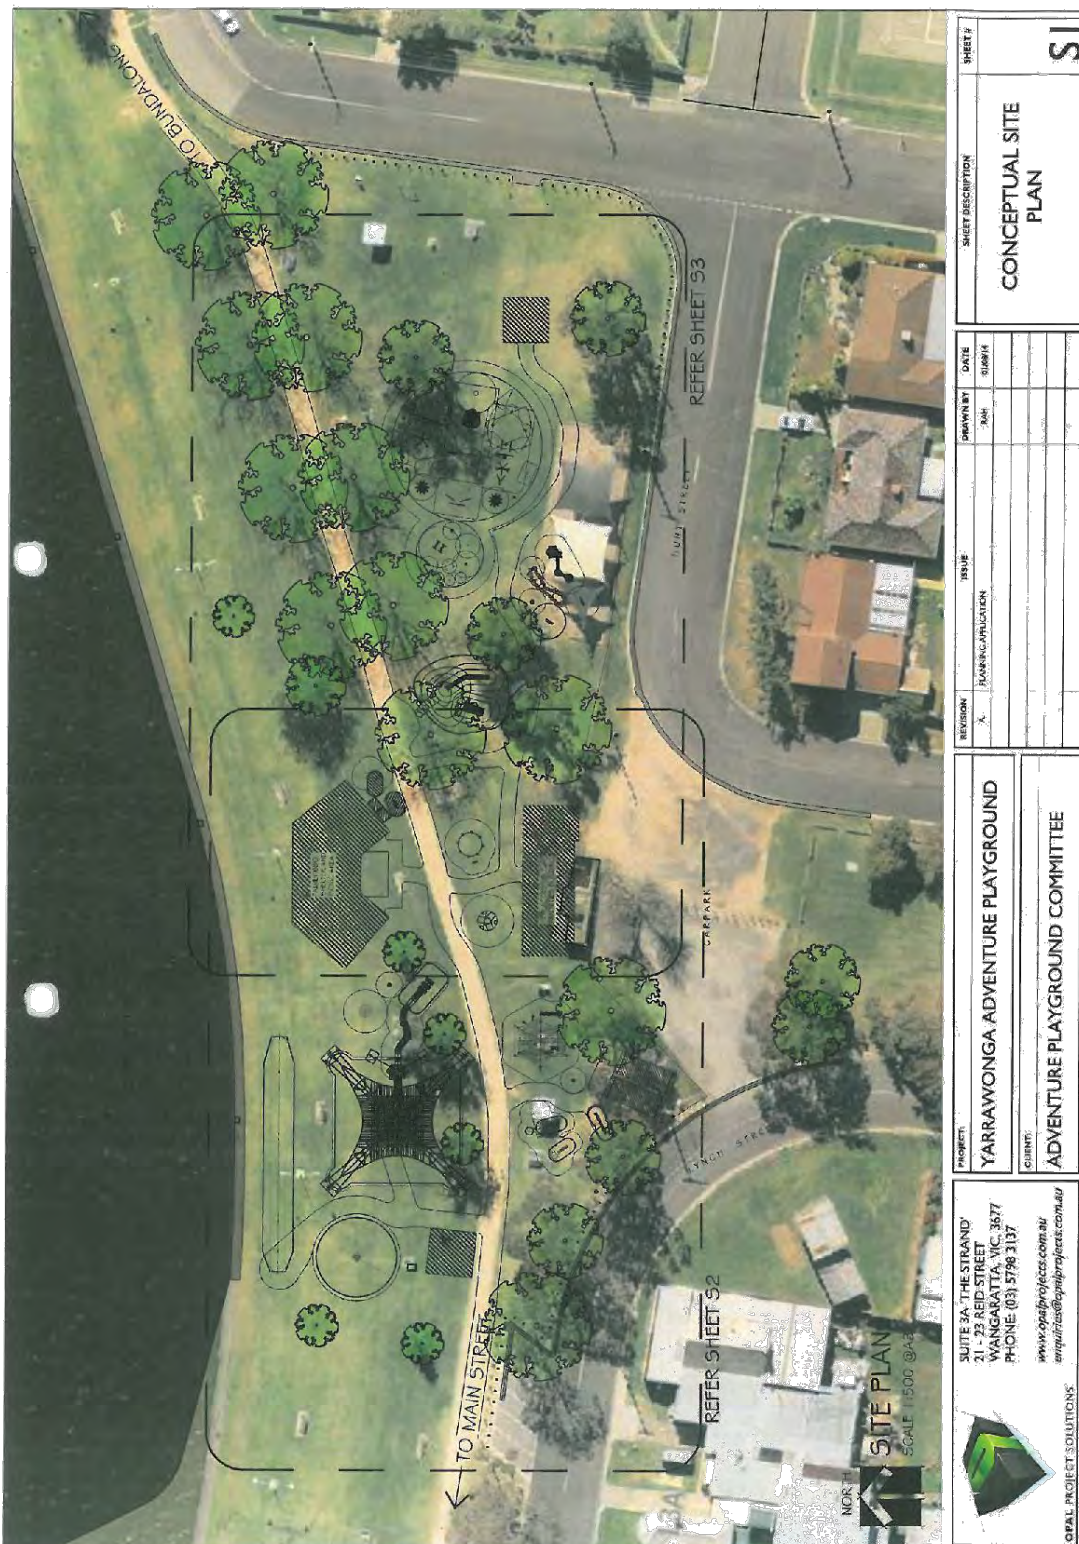 TO BUNDALONG
REFER SHEET S3
HUNT STREET
CARPARK
LYNCH STREET
TO MAIN STREET
REFER SHEET S2
NORTH
SITE PLAN
SCALE 1:500 @A3
OPAL PROJECT SOLUTIONS
SUITE 3A 'THE STRAND'
21 - 23 REID STREET
WANGARATTA, VIC, 3677
PHONE: (03) 5798 3137
www.opalprojects.com.au
enquiries@opalprojects.com.au
PROJECT:
YARRAWONGA ADVENTURE PLAYGROUND
CLIENT:
ADVENTURE PLAYGROUND COMMITTEE
REVISION
ISSUE
DRAWN BY
DATE
A
PLANNING APPLICATION
RAH
SHEET DESCRIPTION
SHEET #
CONCEPTUAL SITE
PLAN
S1